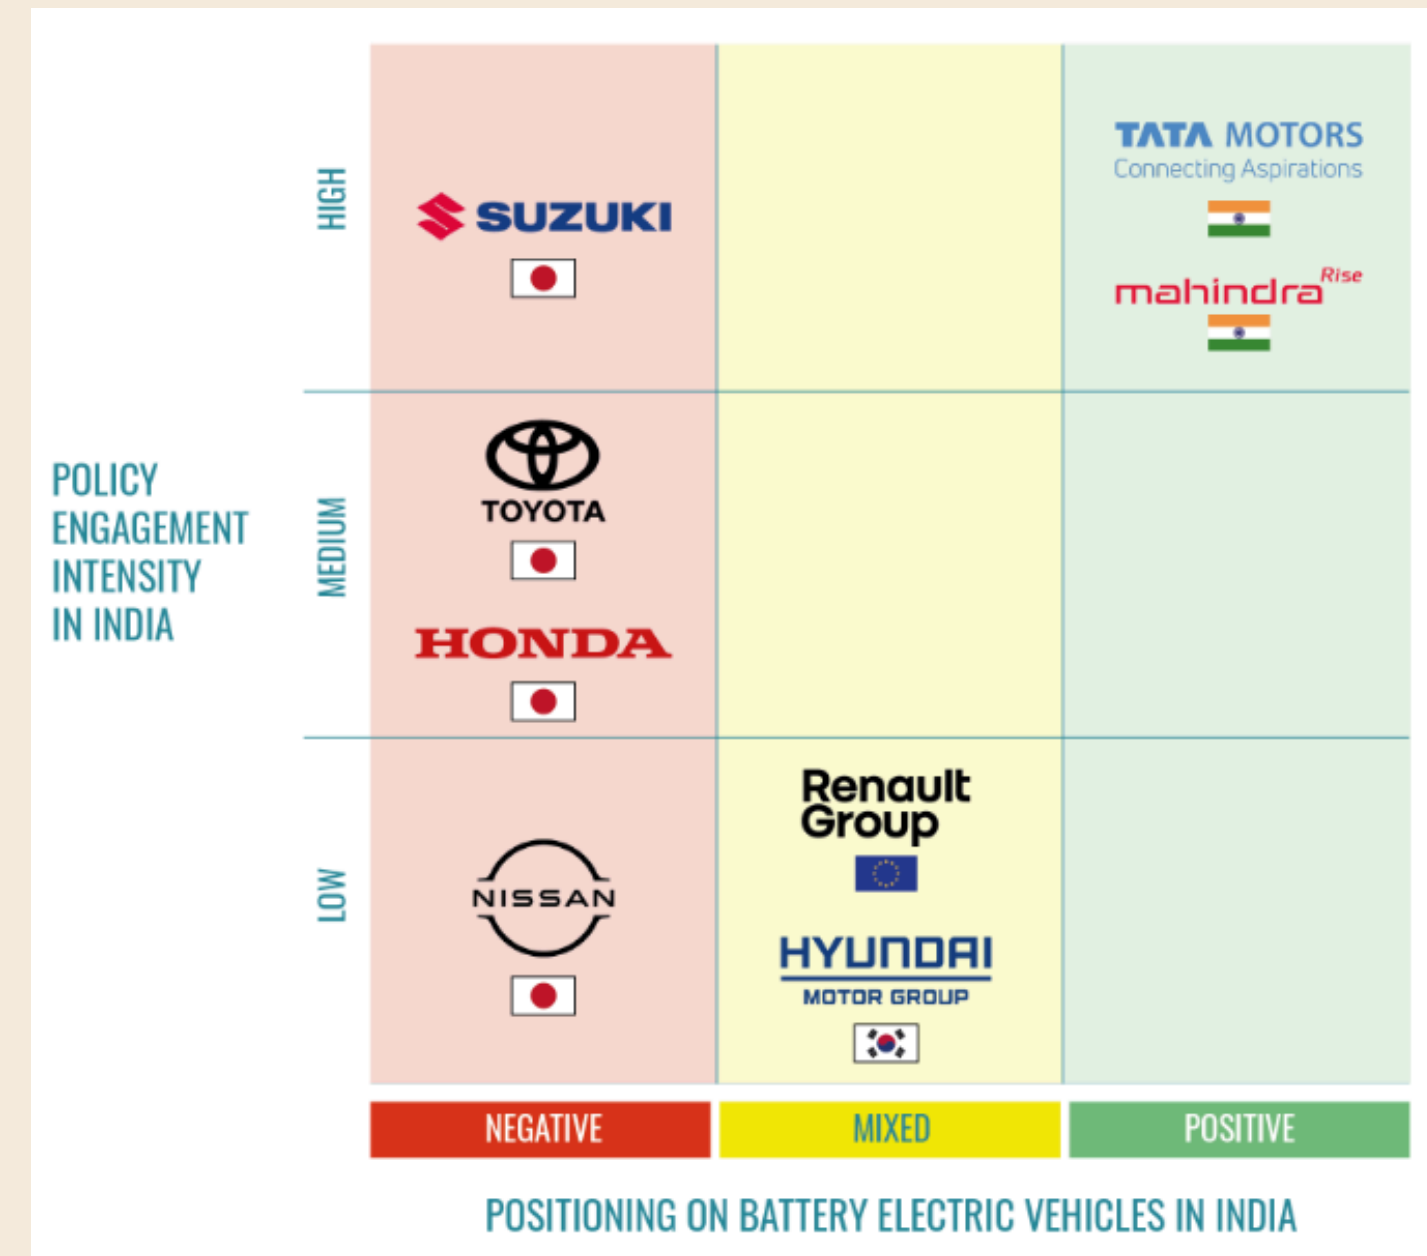 POLICY
ENGAGEMENT
INTENSITY
IN INDIA
HIGH
SUZUKI
TATA MOTORS
Connecting Aspirations
mahindra Rise
MEDIUM
TOYOTA
HONDA
LOW
NISSAN
Renault
Group
HYUNDAI
MOTOR GROUP
NEGATIVE
MIXED
POSITIVE
POSITIONING ON BATTERY ELECTRIC VEHICLES IN INDIA